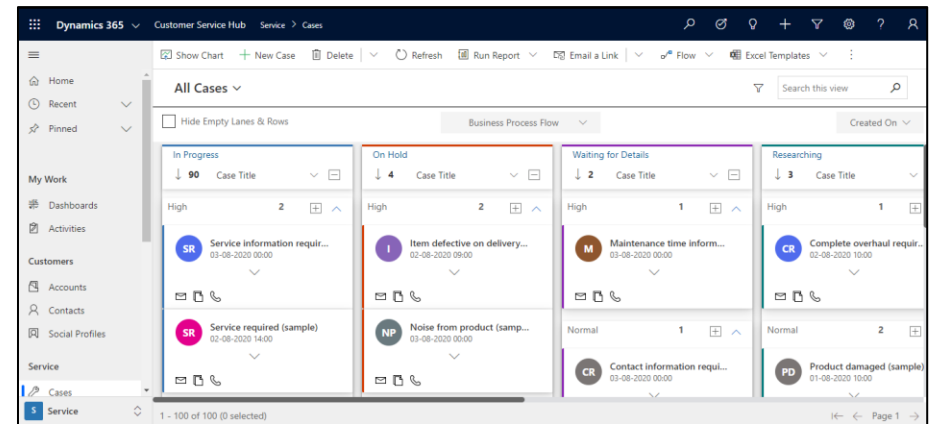 Dynamics 365 Customer Service Hub Service > Cases
Show Chart New Case Delete Refresh Run Report Email a Link Flow Excel Templates
Home
Recent
Pinned
My Work
Dashboards
Activities
Customers
Accounts
Contacts
Social Profiles
Service
Cases
S Service
All Cases
Search this view
Hide Empty Lanes & Rows
Business Process Flow
Created On
In Progress
90 Case Title
High 2
SR
Service information requir...
03-08-2020 00:00
SR
Service required (sample)
02-08-2020 14:00
On Hold
4 Case Title
High 2
I
Item defective on delivery...
02-08-2020 09:00
NP
Noise from product (samp...
03-08-2020 00:00
Waiting for Details
2 Case Title
High 1
M
Maintenance time inform...
03-08-2020 00:00
Normal 1
CR
Contact information requi...
03-08-2020 00:00
Researching
3 Case Title
High 1
CR
Complete overhaul requir...
02-08-2020 10:00
Normal 2
PD
Product damaged (sample)
01-08-2020 10:00
1 - 100 of 100 (0 selected)
Page 1